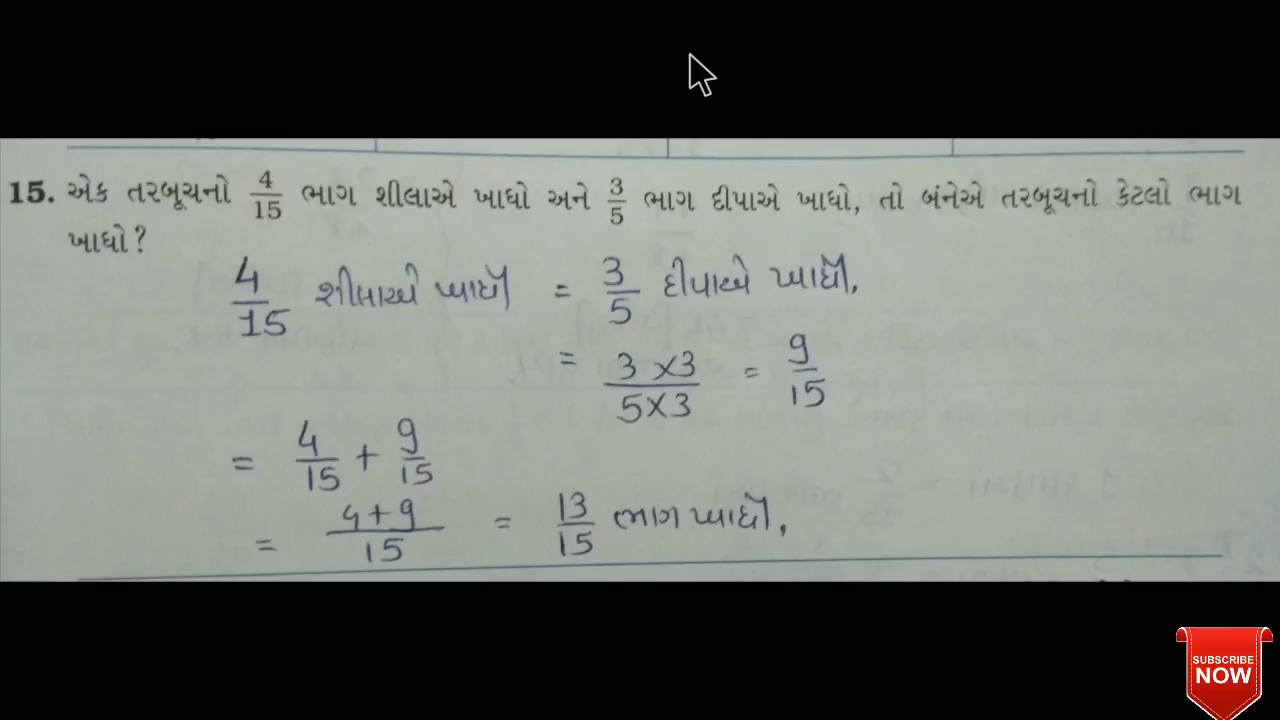 15. એક તરબૂચનો 4/15 ભાગ શીલાએ ખાધો અને 3/5 ભાગ દીપાએ ખાધો, તો બંનેએ તરબૂચનો કેટલો ભાગ
ખાધો?
4/15 શીલાએ ખાધો = 3/5 દીપાએ ખાધો.
= 3×3/5×3 = 9/15
= 4/15 + 9/15
= 4+9/15 = 13/15 ભાગ ખાધો.
SUBSCRIBE
NOW